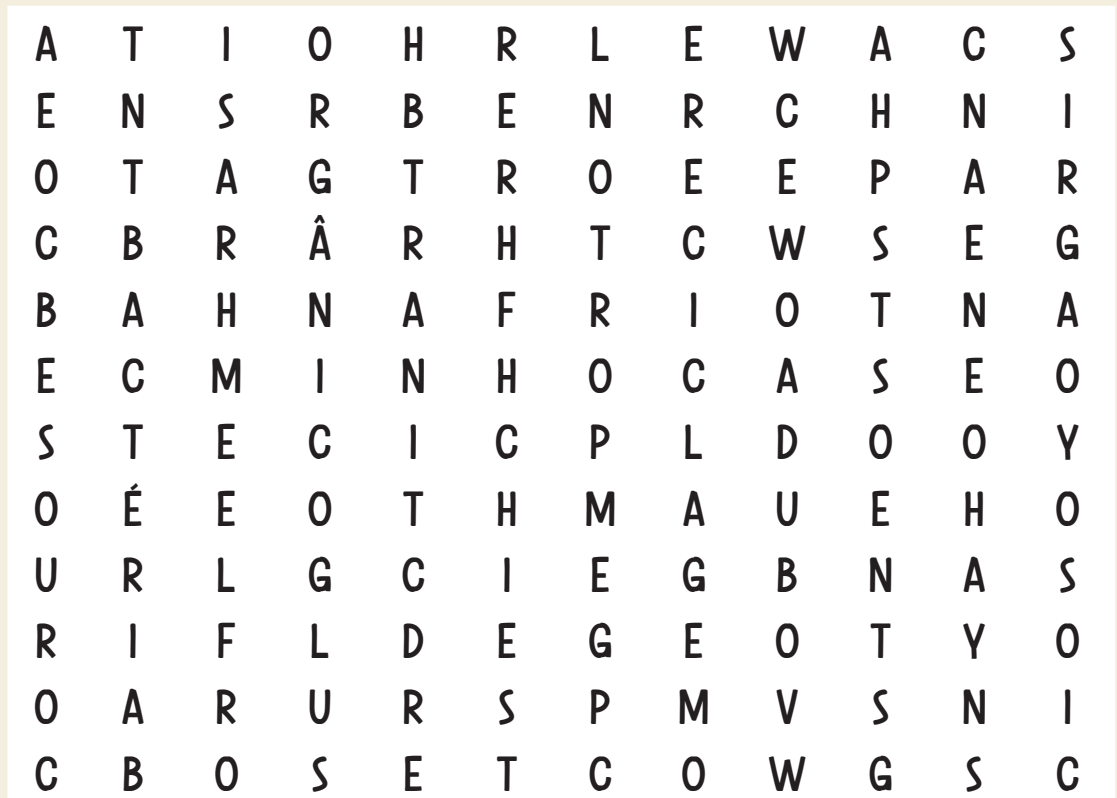 A T I O H R L E W A C S
E N S R B E N R C H N I
O T A G T R O E E P A R
C B R Â R H T C W S E G
B A H N A F R I O T N A
E C M I N H O C A S E O
S T E C I C P L D O O Y
O É E O T H M A U E H O
U R L G C I E G B N A S
R I F L D E G E O T Y O
O A R U R S P M V S N I
C B O S E T C O W G S C